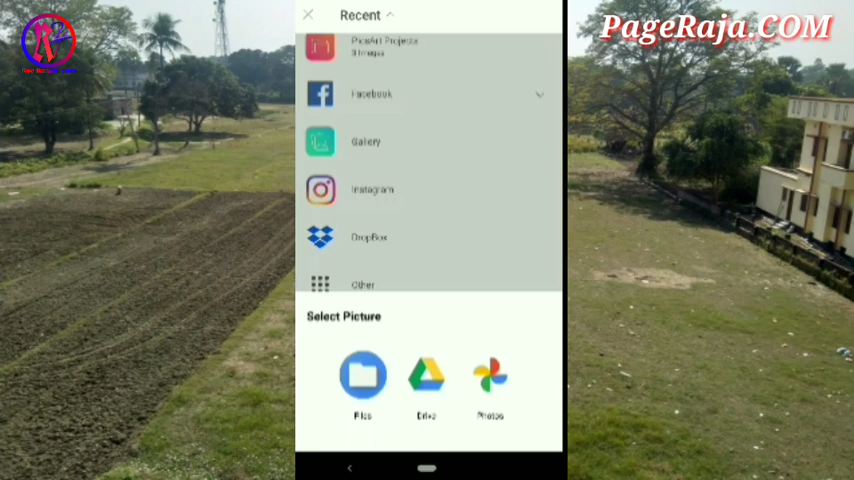 PageRaja.COM
Recent
PicsArt Projects
3 Images
Facebook
Gallery
Instagram
DropBox
Other
Select Picture
Files
Drive
Photos